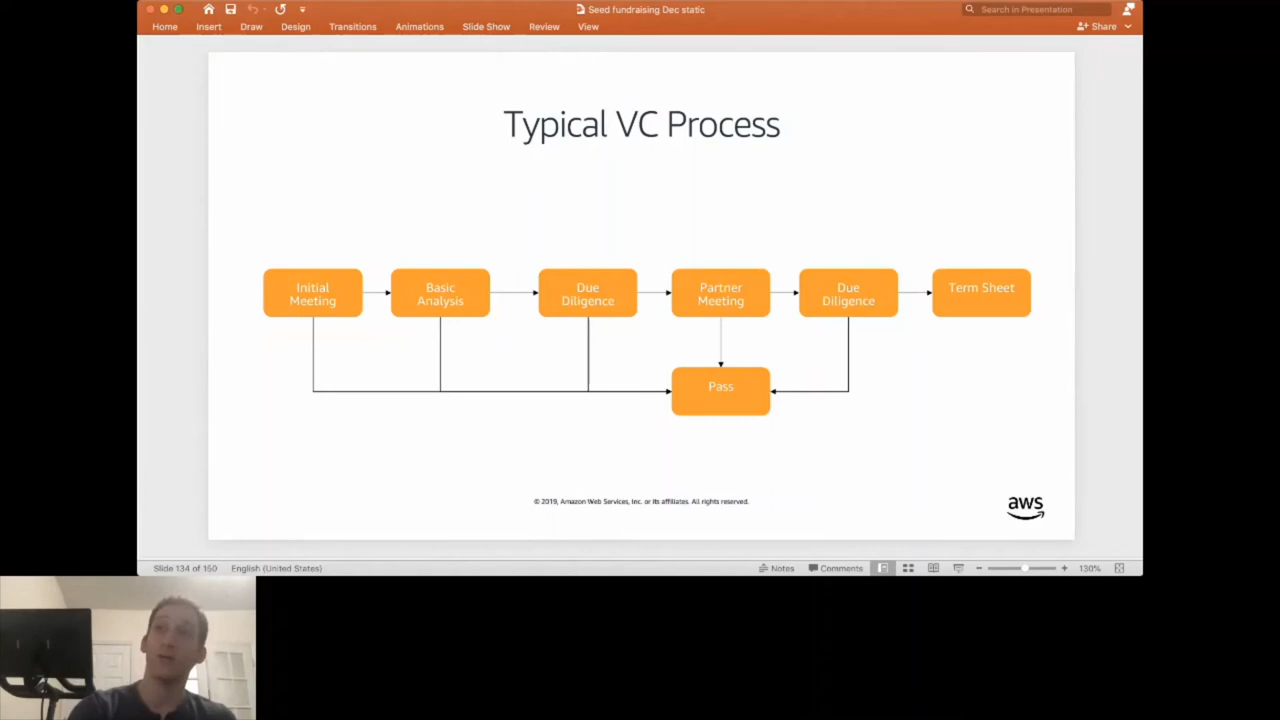 Seed fundraising Dec static
Search in Presentation
Home Insert Draw Design Transitions Animations Slide Show Review View
Share
Typical VC Process
Initial
Meeting
Basic
Analysis
Due
Diligence
Partner
Meeting
Due
Diligence
Term Sheet
Pass
© 2019, Amazon Web Services, Inc. or its affiliates. All rights reserved.
aws
Slide 134 of 150 English (United States) Notes Comments 130%